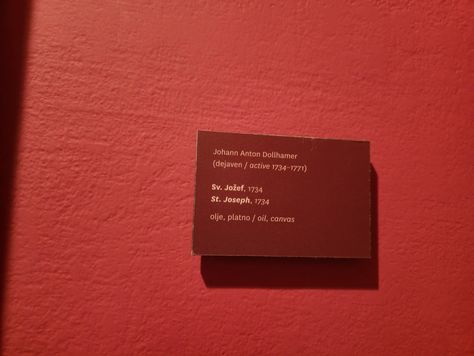 Johann Anton Dollhamer
(dejaven / active 1734–1771)
Sv. Jožef, 1734
St. Joseph, 1734
olje, platno / oil, canvas